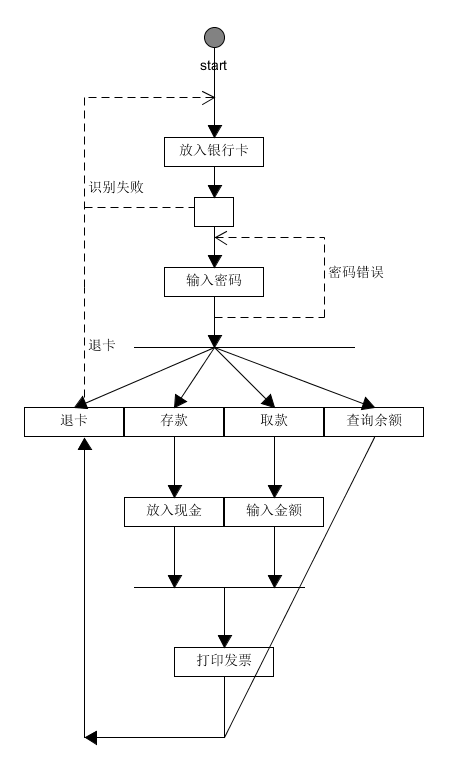 start
放入银行卡
识别失败
输入密码
密码错误
退卡
退卡
存款
取款
查询余额
放入现金
输入金额
打印发票